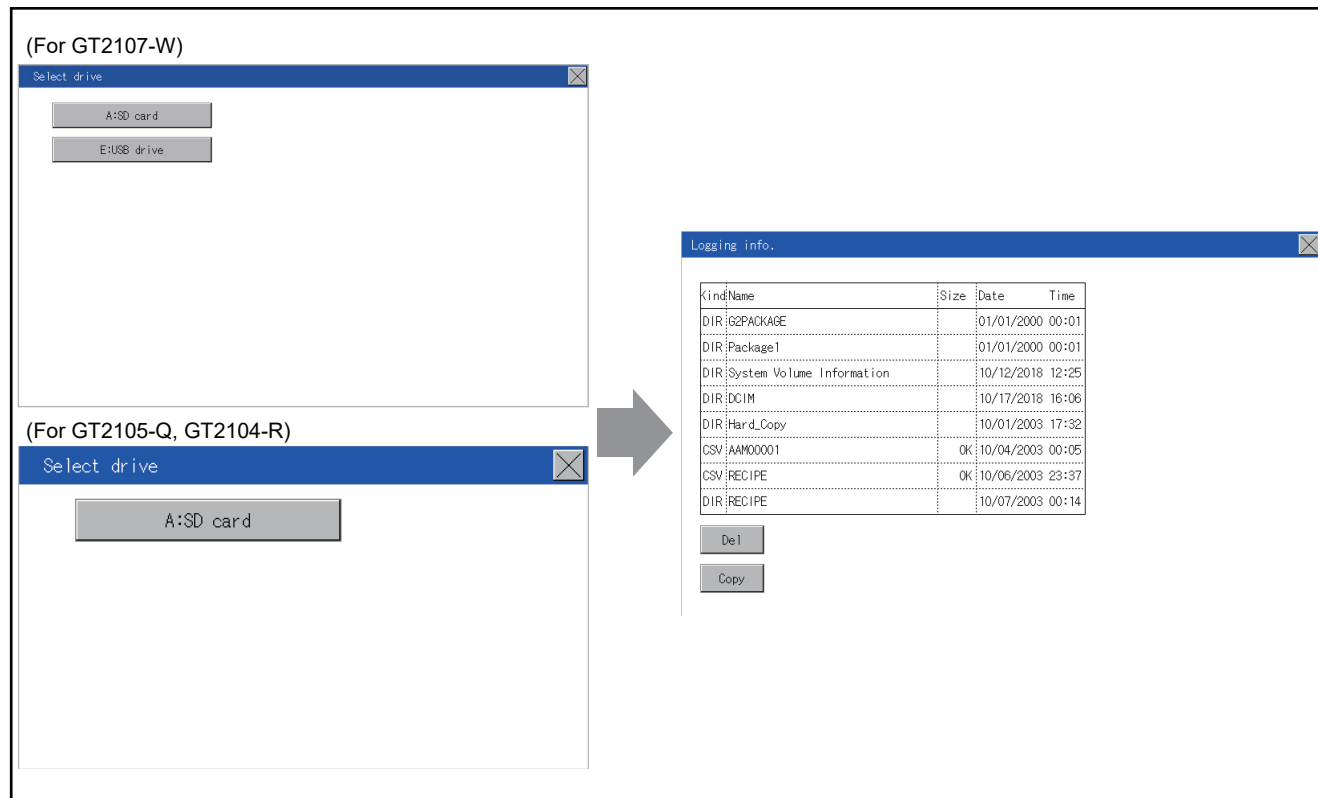 (For GT2107-W)
Select drive
A:SD card
E:USB drive
(For GT2105-Q, GT2104-R)
Select drive
A:SD card
Logging info.
Kind Name Size Date Time
DIR G2PACKAGE 01/01/2000 00:01
DIR Package1 01/01/2000 00:01
DIR System Volume Information 10/12/2018 12:25
DIR DCIM 10/17/2018 16:06
DIR Hard_Copy 10/01/2003 17:32
CSV AAM00001 0K 10/04/2003 00:05
CSV RECIPE 0K 10/06/2003 23:37
DIR RECIPE 10/07/2003 00:14
Del
Copy